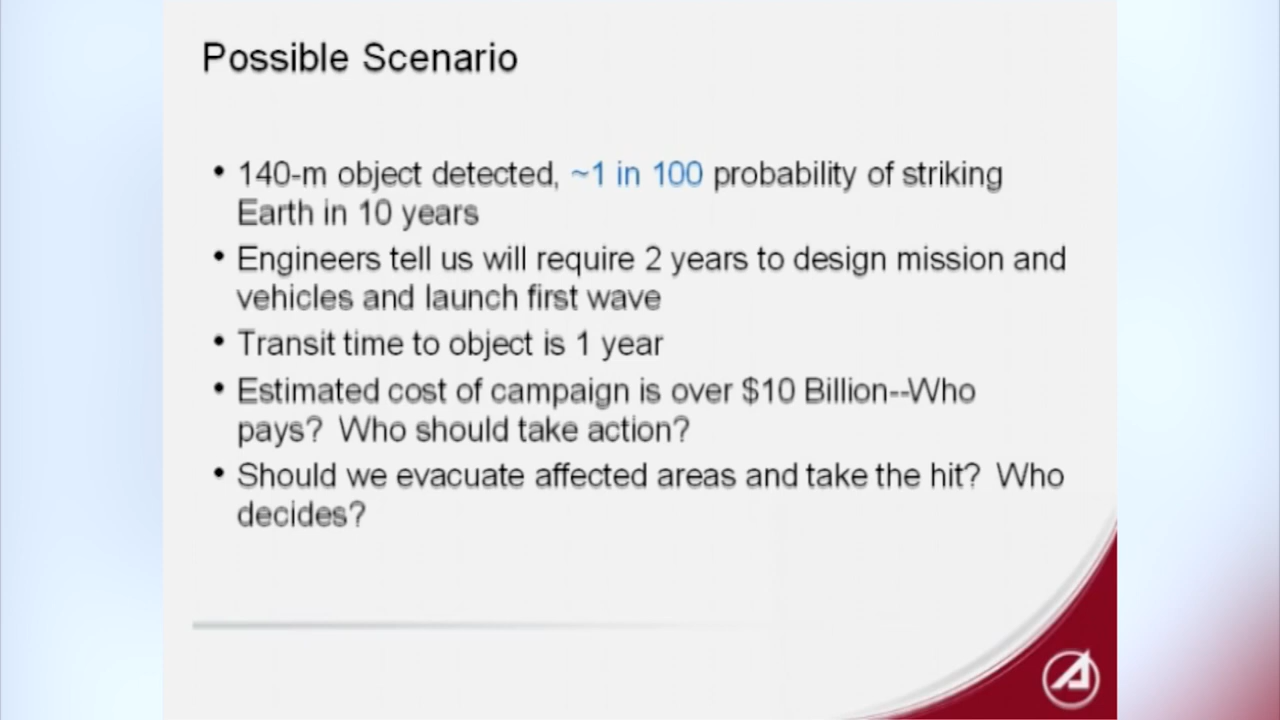 Possible Scenario
• 140-m object detected, ~1 in 100 probability of striking
Earth in 10 years
• Engineers tell us will require 2 years to design mission and
vehicles and launch first wave
• Transit time to object is 1 year
• Estimated cost of campaign is over $10 Billion--Who
pays?  Who should take action?
• Should we evacuate affected areas and take the hit?  Who
decides?